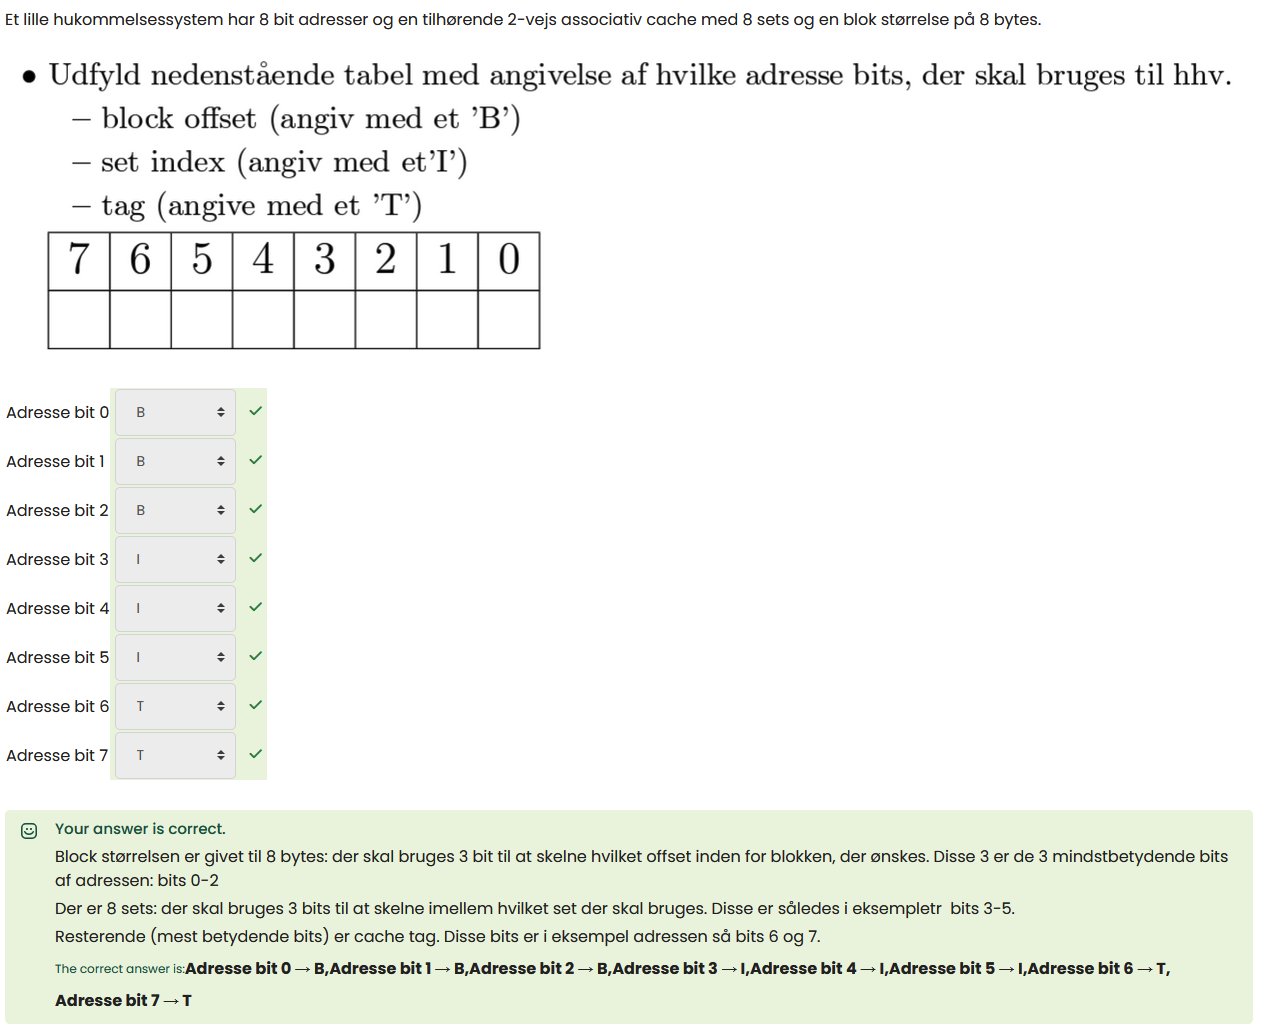 Et lille hukommelsessystem har 8 bit adresser og en tilhørende 2-vejs associativ cache med 8 sets og en blok størrelse på 8 bytes.
• Udfyld nedenstående tabel med angivelse af hvilke adresse bits, der skal bruges til hhv.
– block offset (angiv med et 'B')
– set index (angiv med et'I')
– tag (angive med et 'T')
7 6 5 4 3 2 1 0
Adresse bit 0 B
Adresse bit 1 B
Adresse bit 2 B
Adresse bit 3 I
Adresse bit 4 I
Adresse bit 5 I
Adresse bit 6 T
Adresse bit 7 T
Your answer is correct.
Block størrelsen er givet til 8 bytes: der skal bruges 3 bit til at skelne hvilket offset inden for blokken, der ønskes. Disse 3 er de 3 mindstbetydende bits
af adressen: bits 0-2
Der er 8 sets: der skal bruges 3 bits til at skelne imellem hvilket set der skal bruges. Disse er således i eksempletr bits 3-5.
Resterende (mest betydende bits) er cache tag. Disse bits er i eksempel adressen så bits 6 og 7.
The correct answer is:Adresse bit 0 → B,Adresse bit 1 → B,Adresse bit 2 → B,Adresse bit 3 → I,Adresse bit 4 → I,Adresse bit 5 → I,Adresse bit 6 → T,
Adresse bit 7 → T